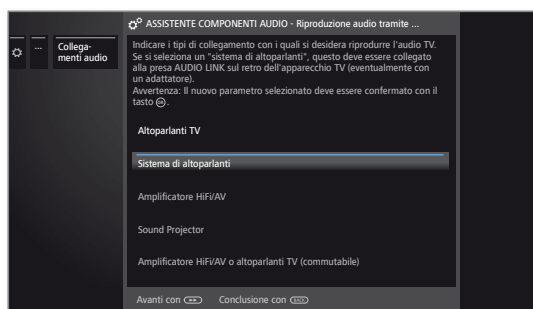 ASSISTENTE COMPONENTI AUDIO - Riproduzione audio tramite ...
...
Collega-
menti audio
Indicare i tipi di collegamento con i quali si desidera riprodurre l'audio TV.
Se si seleziona un "sistema di altoparlanti", questo deve essere collegato
alla presa AUDIO LINK sul retro dell'apparecchio TV (eventualmente con
un adattatore).
Avvertenza: Il nuovo parametro selezionato deve essere confermato con il
tasto OK.
Altoparlanti TV
Sistema di altoparlanti
Amplificatore HiFi/AV
Sound Projector
Amplificatore HiFi/AV o altoparlanti TV (commutabile)
Avanti con Conclusione con BACK